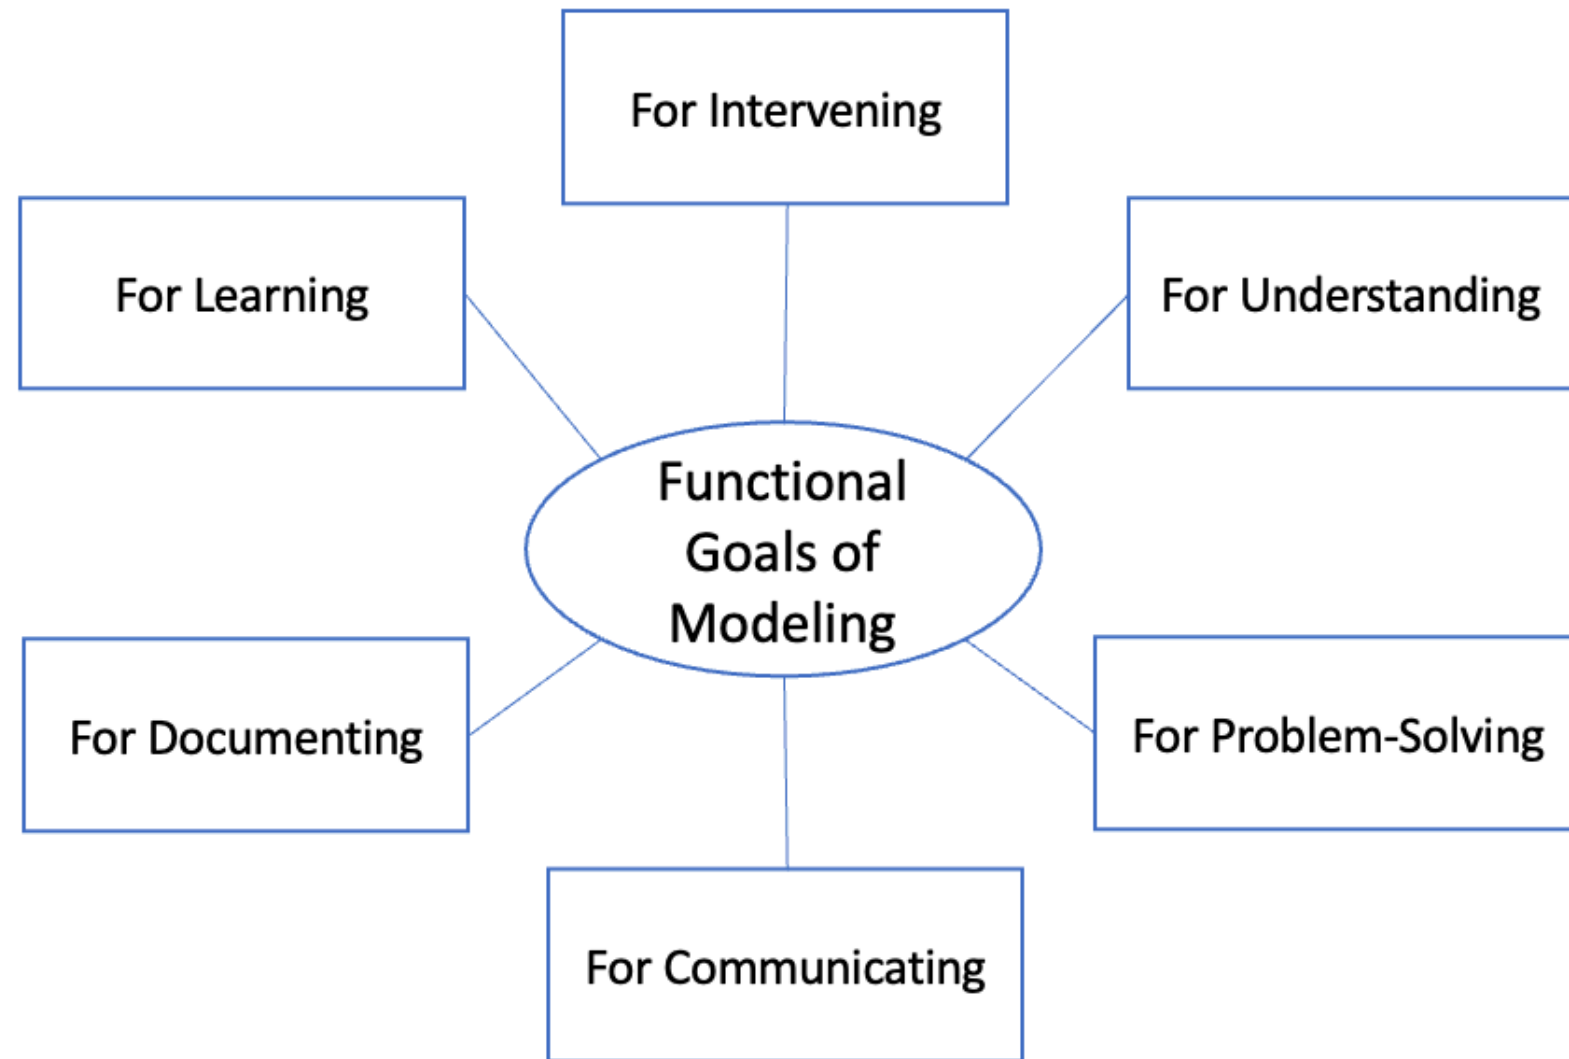 For Intervening
For Learning
For Understanding
Functional
Goals of
Modeling
For Documenting
For Problem-Solving
For Communicating